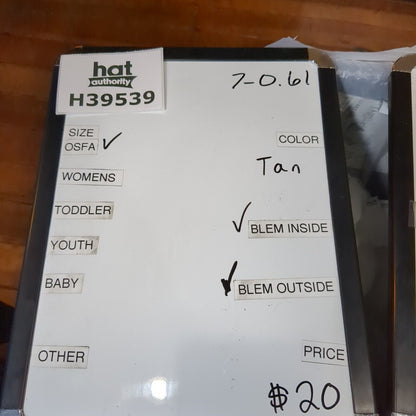 hat
authority
H39539
7-0.61
SIZE
OSFA ✓
COLOR
Tan
WOMENS
TODDLER
✓ BLEM INSIDE
YOUTH
BABY
✓ BLEM OUTSIDE
OTHER
PRICE
$20